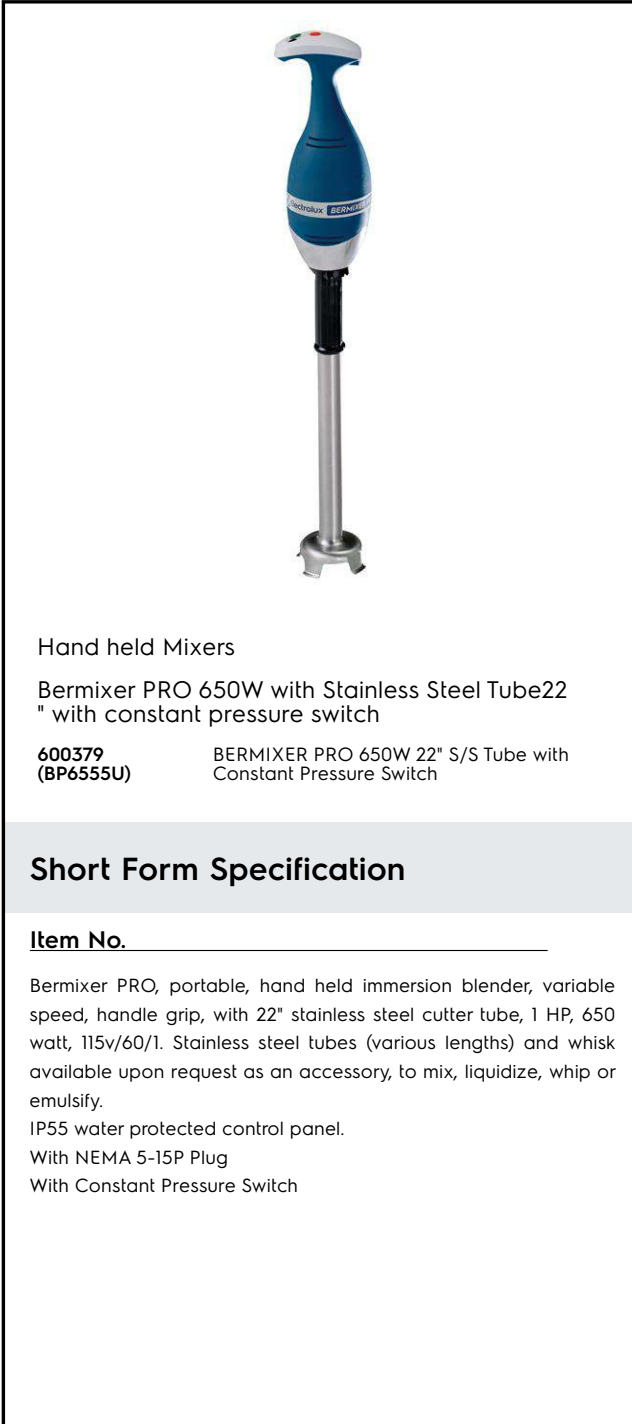 Electrolux BERMIXER
Hand held Mixers
Bermixer PRO 650W with Stainless Steel Tube22
" with constant pressure switch
600379
(BP6555U)
BERMIXER PRO 650W 22" S/S Tube with
Constant Pressure Switch
Short Form Specification
Item No.
Bermixer PRO, portable, hand held immersion blender, variable
speed, handle grip, with 22" stainless steel cutter tube, 1 HP, 650
watt, 115v/60/1. Stainless steel tubes (various lengths) and whisk
available upon request as an accessory, to mix, liquidize, whip or
emulsify.
IP55 water protected control panel.
With NEMA 5-15P Plug
With Constant Pressure Switch